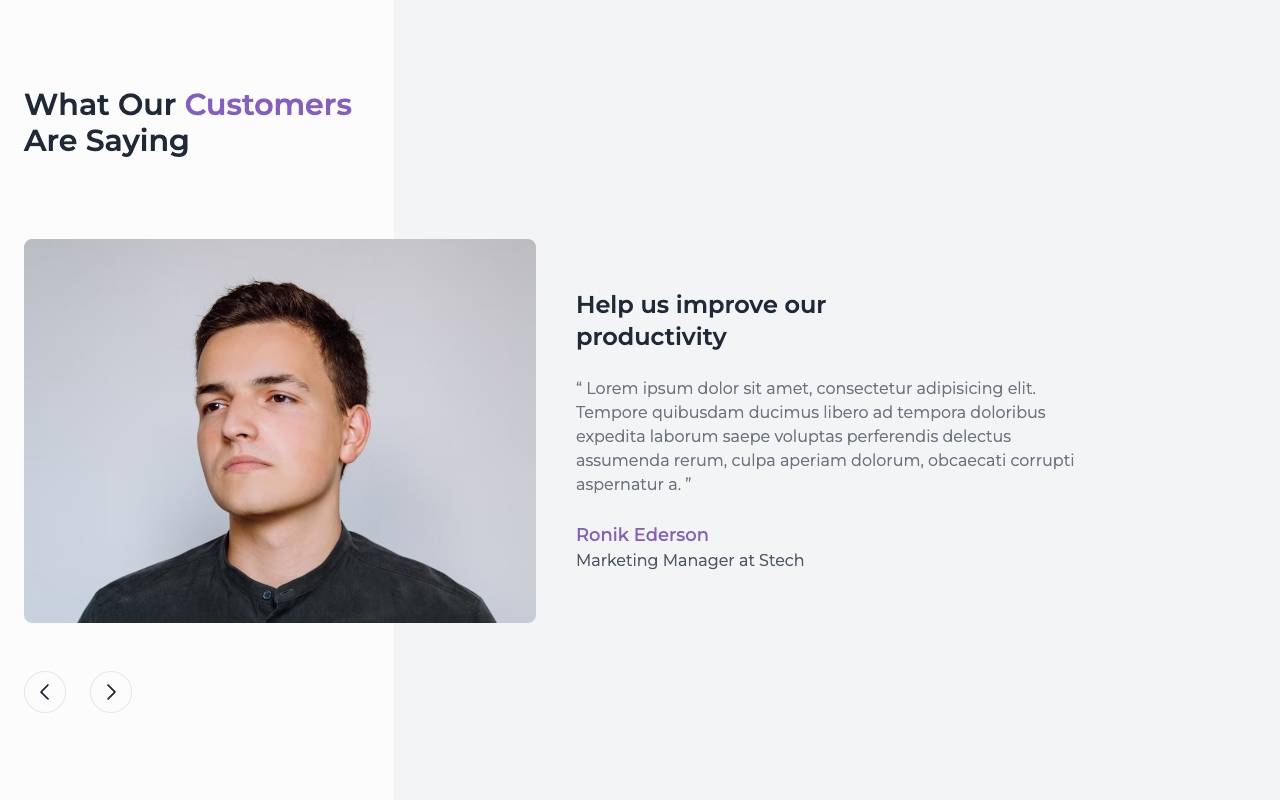 What Our Customers
Are Saying
Help us improve our
productivity
“ Lorem ipsum dolor sit amet, consectetur adipisicing elit.
Tempore quibusdam ducimus libero ad tempora doloribus
expedita laborum saepe voluptas perferendis delectus
assumenda rerum, culpa aperiam dolorum, obcaecati corrupti
aspernatur a. ”
Ronik Ederson
Marketing Manager at Stech